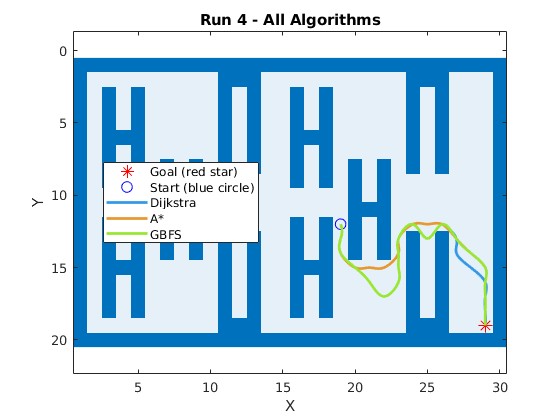 Run 4 - All Algorithms
0
5
10
15
20
Y
Goal (red star)
Start (blue circle)
Dijkstra
A*
GBFS
5
10
15
20
25
30
X